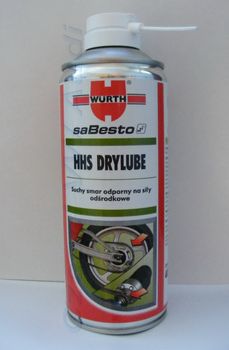 WÜRTH
saBesto
HHS DRYLUBE
Suchy smar odporny na siły
odśrodkowe